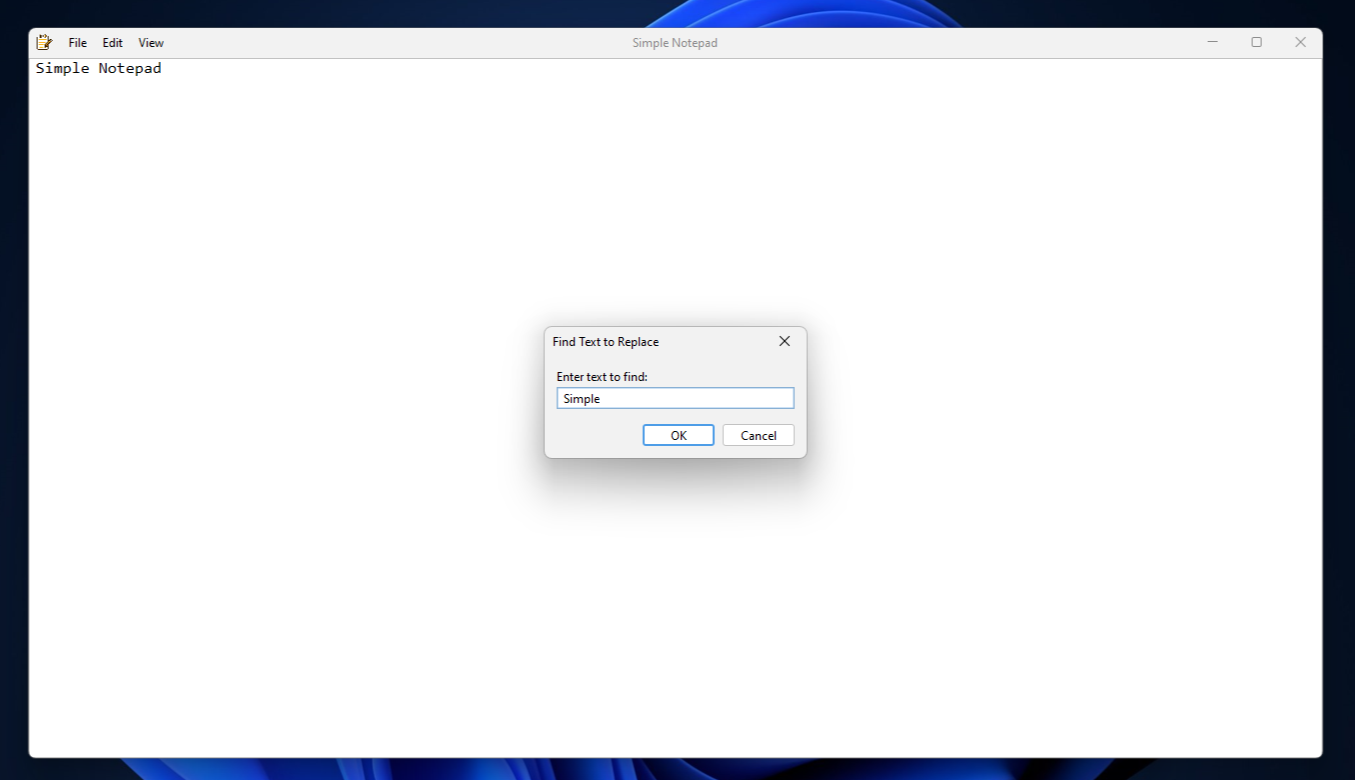 File Edit View Simple Notepad
Simple Notepad
Find Text to Replace
Enter text to find:
Simple
OK Cancel